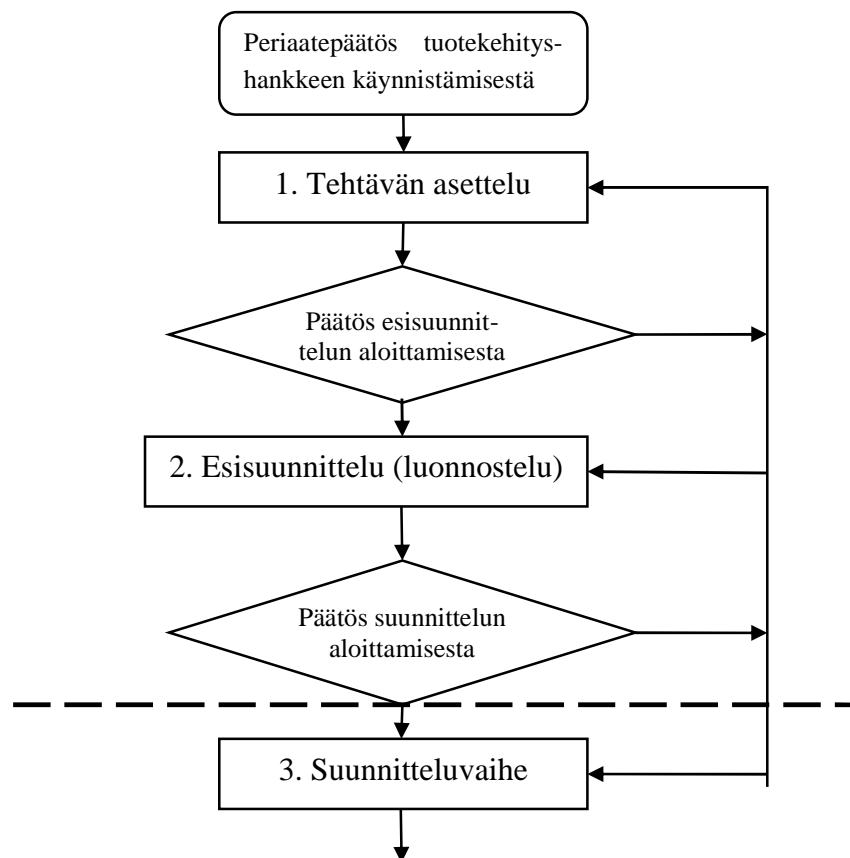 Periaatepäätös tuotekehitys-
hankkeen käynnistämisestä
1. Tehtävän asettelu
Päätös esisuunnit-
telun aloittamisesta
2. Esisuunnittelu (luonnostelu)
Päätös suunnittelun
aloittamisesta
3. Suunnitteluvaihe